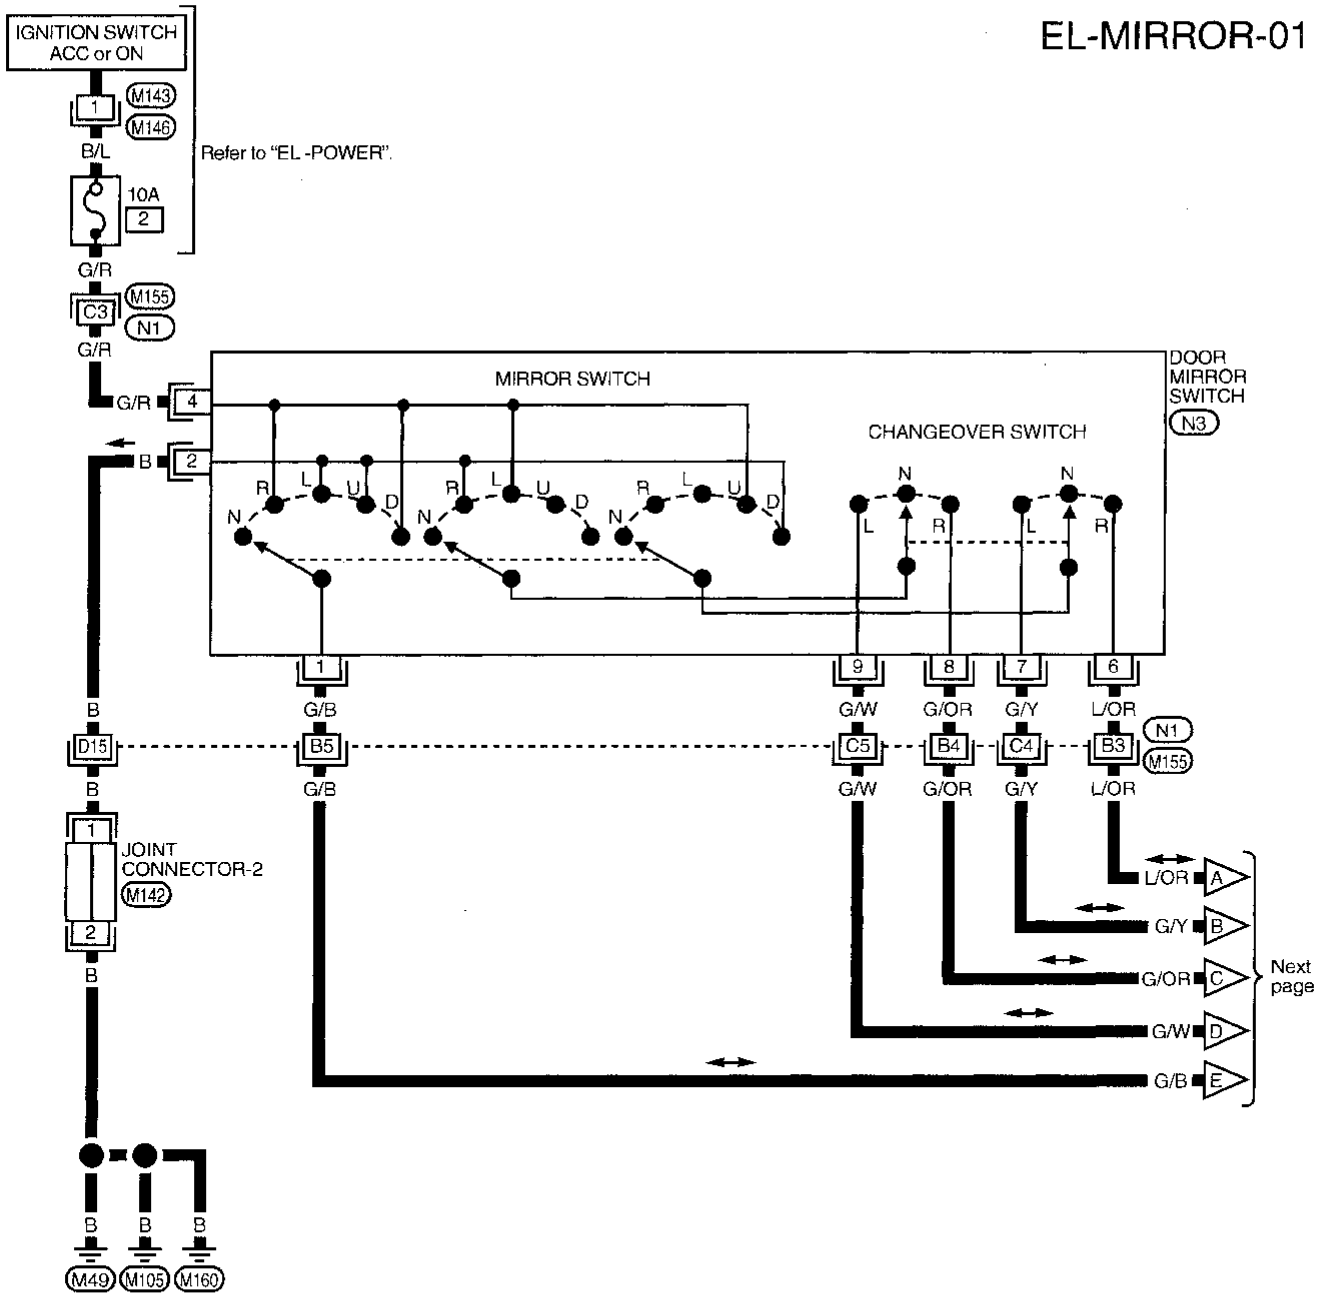 EL-MIRROR-01
IGNITION SWITCH
ACC or ON
1
M143
M146
B/L
Refer to "EL -POWER".
10A
2
G/R
C3
M155
N1
G/R
G/R
4
MIRROR SWITCH
DOOR
MIRROR
SWITCH
N3
CHANGEOVER SWITCH
B
2
N R L U D
N R L U D
N R L U D
L N R
L N R
1
9
8
7
6
B
G/B
G/W
G/OR
G/Y
L/OR
D15
B5
C5
B4
C4
B3
N1
M155
B
G/B
G/W
G/OR
G/Y
L/OR
1
JOINT
CONNECTOR-2
M142
2
B
L/OR A
G/Y B
G/OR C
G/W D
G/B E
Next
page
B
B
B
M49
M105
M160